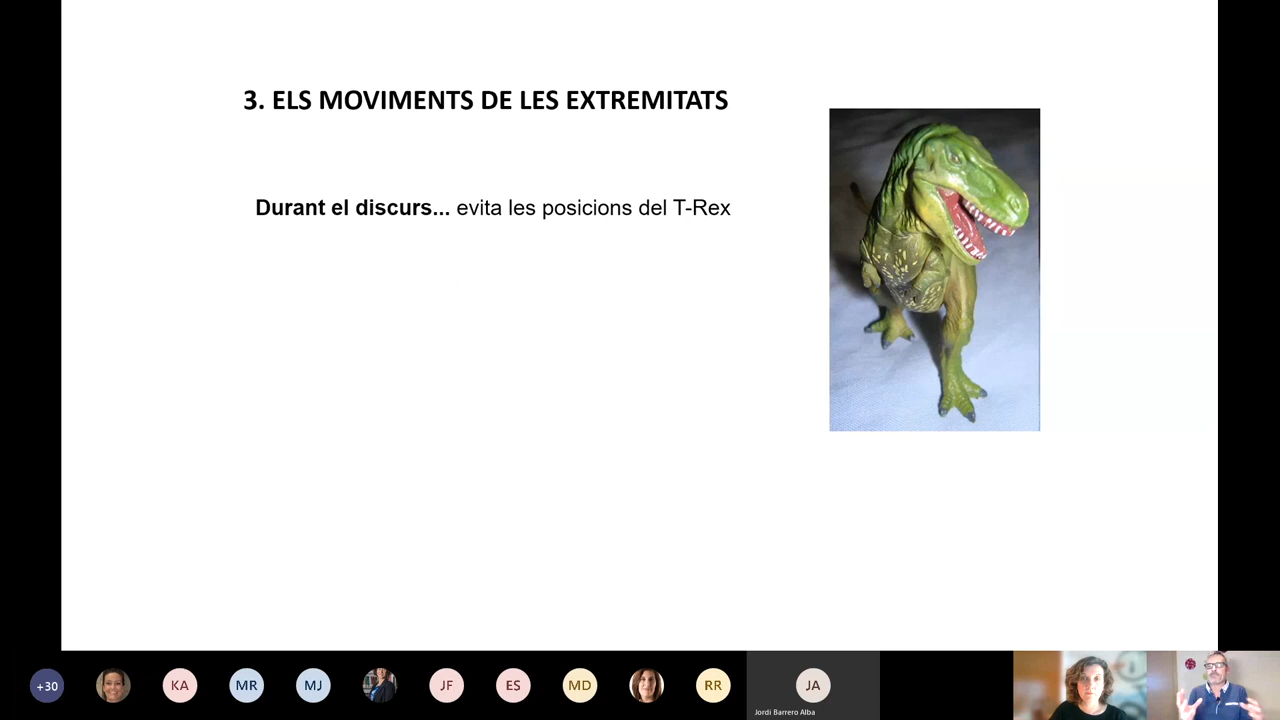 3. ELS MOVIMENTS DE LES EXTREMITATS
Durant el discurs... evita les posicions del T-Rex
+30
KA
MR
MJ
JF
ES
MD
RR
JA
Jordi Barrero Alba